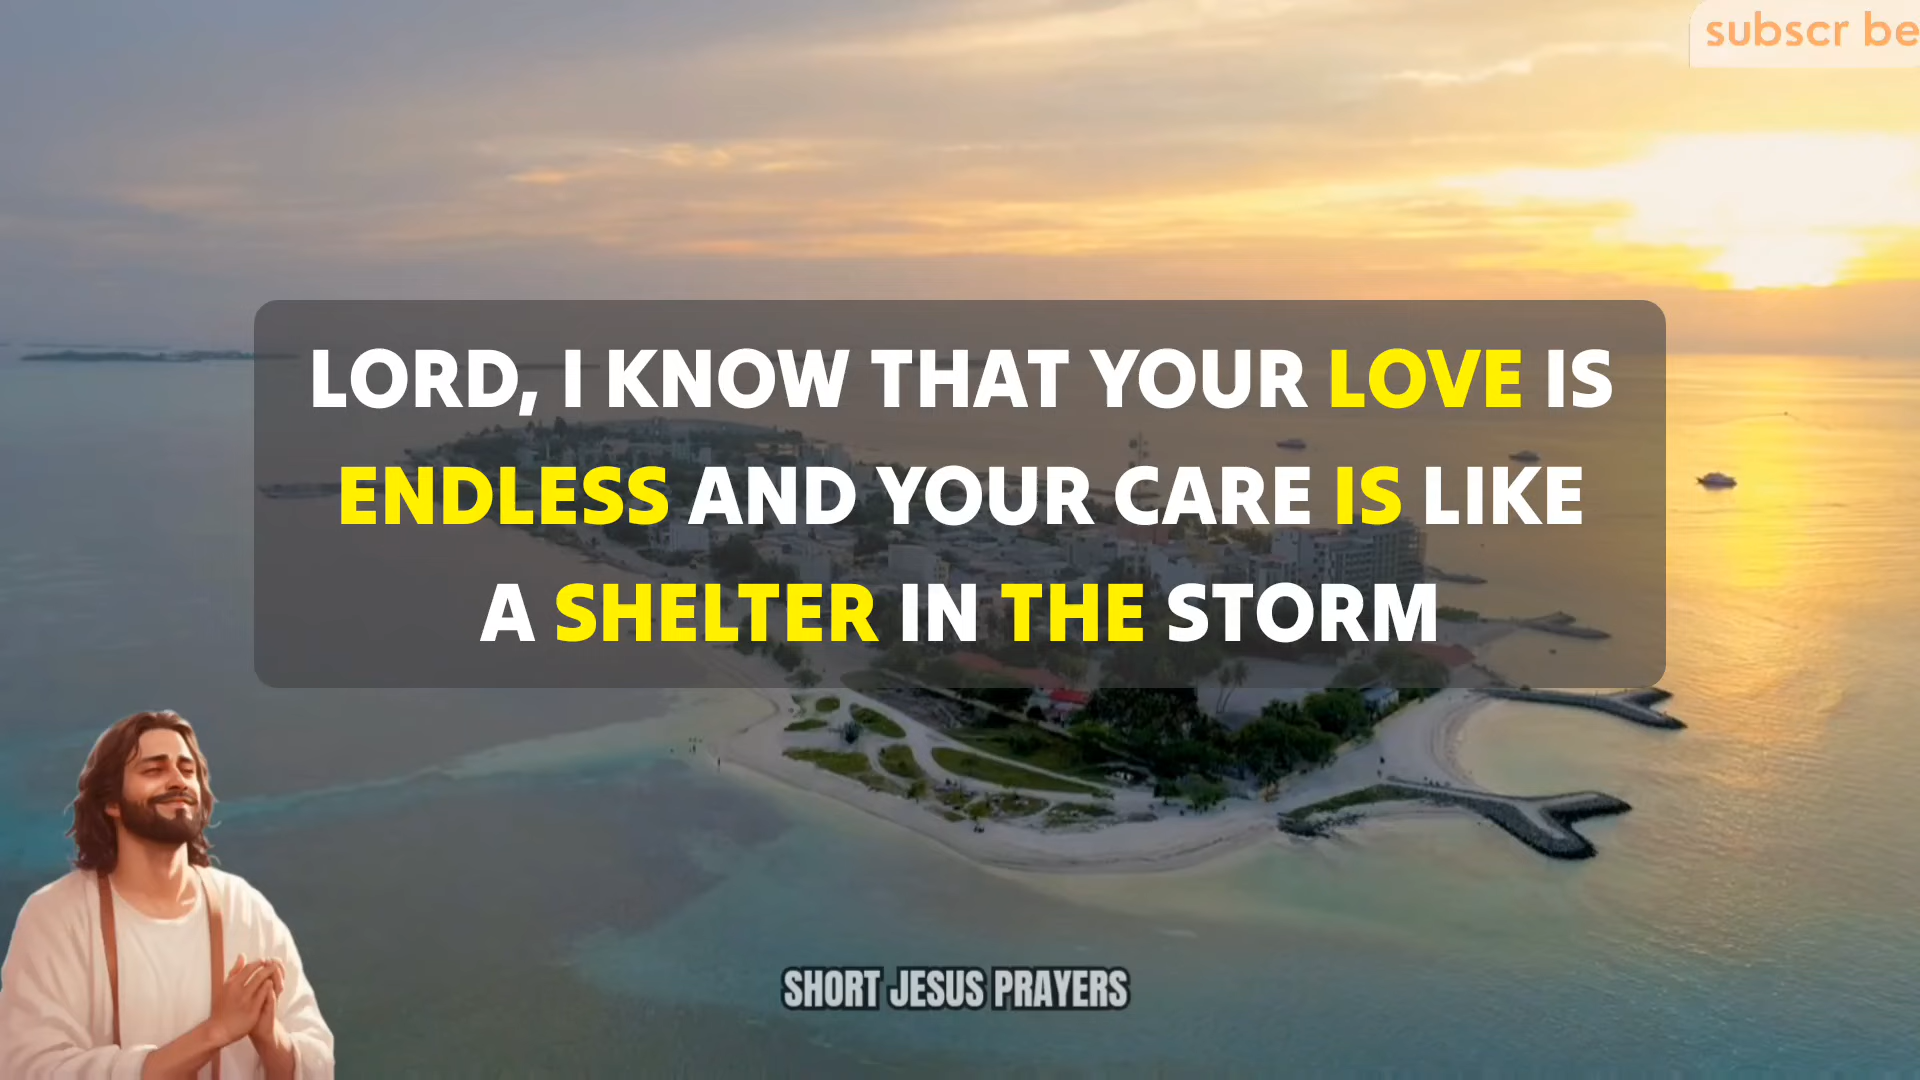 subscr be
LORD, I KNOW THAT YOUR LOVE IS
ENDLESS AND YOUR CARE IS LIKE
A SHELTER IN THE STORM
SHORT JESUS PRAYERS